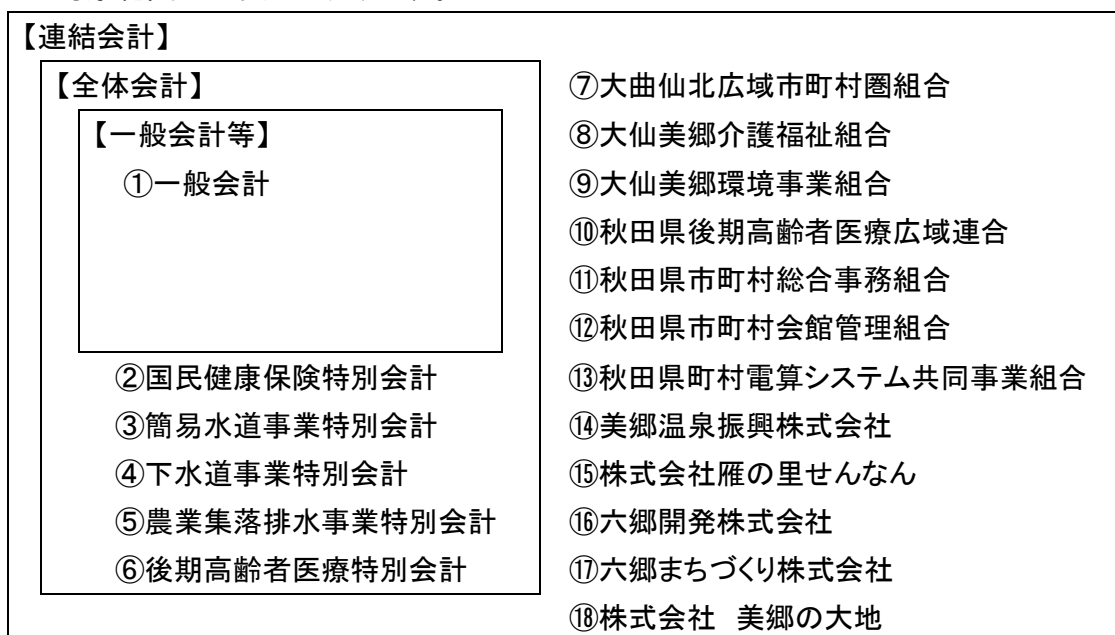 【連結会計】
【全体会計】
【一般会計等】
①一般会計
②国民健康保険特別会計
③簡易水道事業特別会計
④下水道事業特別会計
⑤農業集落排水事業特別会計
⑥後期高齢者医療特別会計
⑦大曲仙北広域市町村圏組合
⑧大仙美郷介護福祉組合
⑨大仙美郷環境事業組合
⑩秋田県後期高齢者医療広域連合
⑪秋田県市町村総合事務組合
⑫秋田県市町村会館管理組合
⑬秋田県町村電算システム共同事業組合
⑭美郷温泉振興株式会社
⑮株式会社雁の里せんなん
⑯六郷開発株式会社
⑰六郷まちづくり株式会社
⑱株式会社 美郷の大地